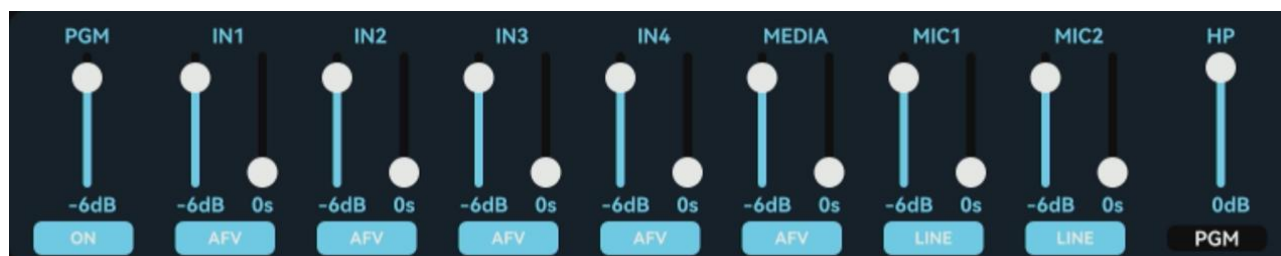 PGM IN1 IN2 IN3 IN4 MEDIA MIC1 MIC2 HP
-6dB -6dB 0s -6dB 0s -6dB 0s -6dB 0s -6dB 0s -6dB 0s -6dB 0s 0dB
ON AFV AFV AFV AFV AFV LINE LINE PGM